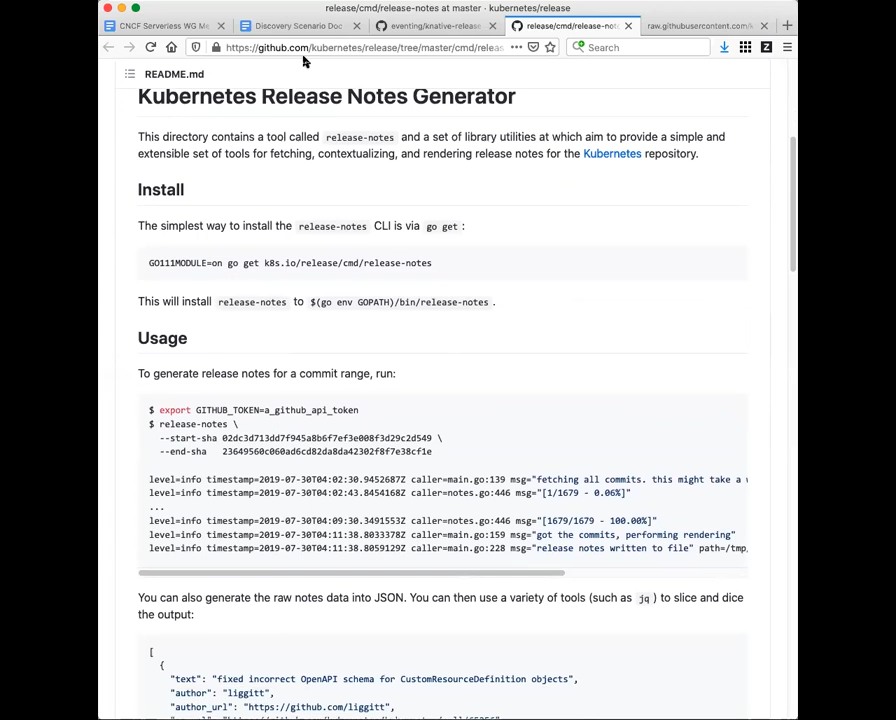 release/cmd/release-notes at master · kubernetes/release
CNCF Serverless WG Me
Discovery Scenario Doc
eventing/knative-release
release/cmd/release-note
raw.githubusercontent.com/k
https://github.com/kubernetes/release/tree/master/cmd/releas
Search
README.md
Kubernetes Release Notes Generator
This directory contains a tool called release-notes and a set of library utilities at which aim to provide a simple and
extensible set of tools for fetching, contextualizing, and rendering release notes for the Kubernetes repository.
Install
The simplest way to install the release-notes CLI is via go get :
GO111MODULE=on go get k8s.io/release/cmd/release-notes
This will install release-notes to $(go env GOPATH)/bin/release-notes .
Usage
To generate release notes for a commit range, run:
$ export GITHUB_TOKEN=a_github_api_token
$ release-notes \
--start-sha 02dc3d713dd7f945a8b6f7ef3e008f3d29c2d549 \
--end-sha 23649560c060ad6cd82da8da42302f8f7e38cf1e
level=info timestamp=2019-07-30T04:02:30.9452687Z caller=main.go:139 msg="fetching all commits. this might take a w
level=info timestamp=2019-07-30T04:02:43.8454168Z caller=notes.go:446 msg="[1/1679 - 0.06%]"
...
level=info timestamp=2019-07-30T04:09:30.3491553Z caller=notes.go:446 msg="[1679/1679 - 100.00%]"
level=info timestamp=2019-07-30T04:11:38.8033378Z caller=main.go:159 msg="got the commits, performing rendering"
level=info timestamp=2019-07-30T04:11:38.8059129Z caller=main.go:228 msg="release notes written to file" path=/tmp,
You can also generate the raw notes data into JSON. You can then use a variety of tools (such as jq ) to slice and dice
the output:
[
{
"text": "fixed incorrect OpenAPI schema for CustomResourceDefinition objects",
"author": "liggitt",
"author_url": "https://github.com/liggitt",